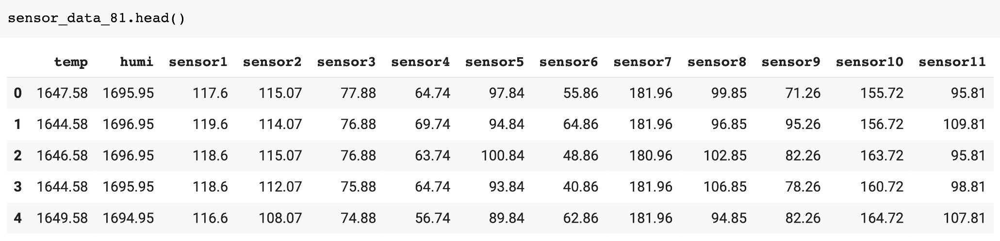 sensor_data_81.head()
temp humi sensor1 sensor2 sensor3 sensor4 sensor5 sensor6 sensor7 sensor8 sensor9 sensor10 sensor11
0 1647.58 1695.95 117.6 115.07 77.88 64.74 97.84 55.86 181.96 99.85 71.26 155.72 95.81
1 1644.58 1696.95 119.6 114.07 76.88 69.74 94.84 64.86 181.96 96.85 95.26 156.72 109.81
2 1646.58 1696.95 118.6 115.07 76.88 63.74 100.84 48.86 180.96 102.85 82.26 163.72 95.81
3 1644.58 1695.95 118.6 112.07 75.88 64.74 93.84 40.86 181.96 106.85 78.26 160.72 98.81
4 1649.58 1694.95 116.6 108.07 74.88 56.74 89.84 62.86 181.96 94.85 82.26 164.72 107.81